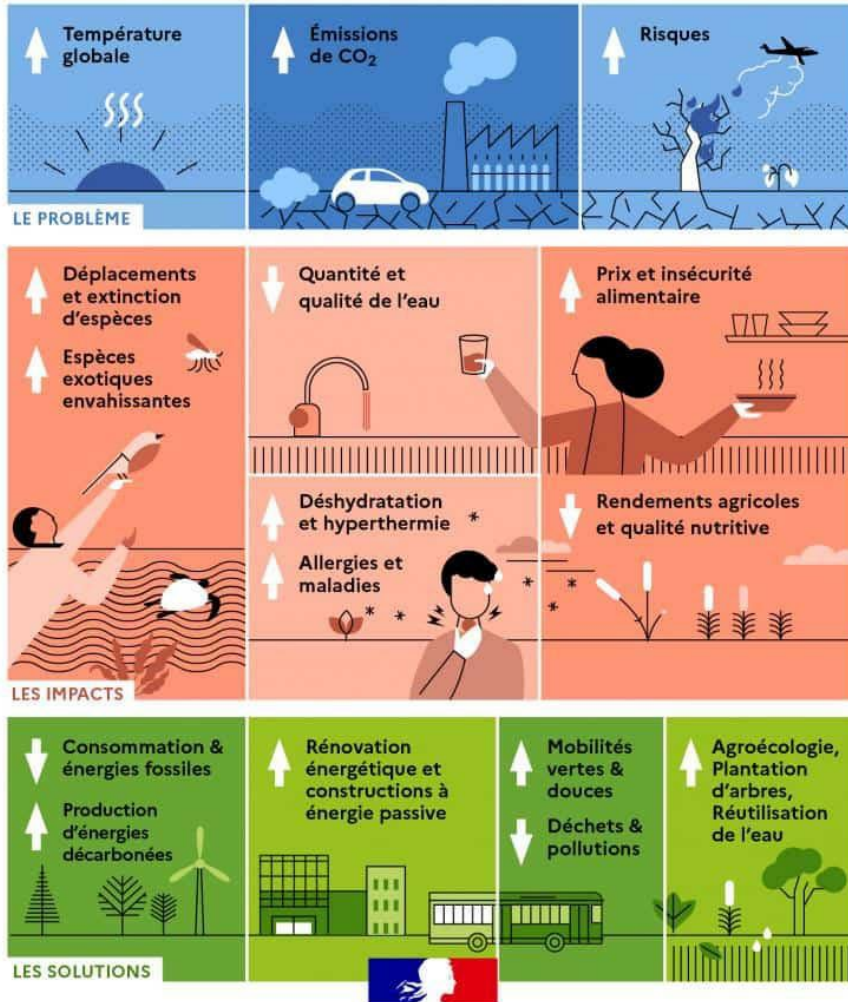 Température
globale
Émissions
de CO₂
Risques
LE PROBLÈME
Déplacements
et extinction
d'espèces
Espèces
exotiques
envahissantes
Quantité et
qualité de l'eau
Prix et insécurité
alimentaire
Déshydratation
et hyperthermie
Allergies et
maladies
Rendements agricoles
et qualité nutritive
LES IMPACTS
Consommation &
énergies fossiles
Production
d'énergies
décarbonées
Rénovation
énergétique et
constructions à
énergie passive
Mobilités
vertes &
douces
Déchets &
pollutions
Agroécologie,
Plantation
d'arbres,
Réutilisation
de l'eau
LES SOLUTIONS